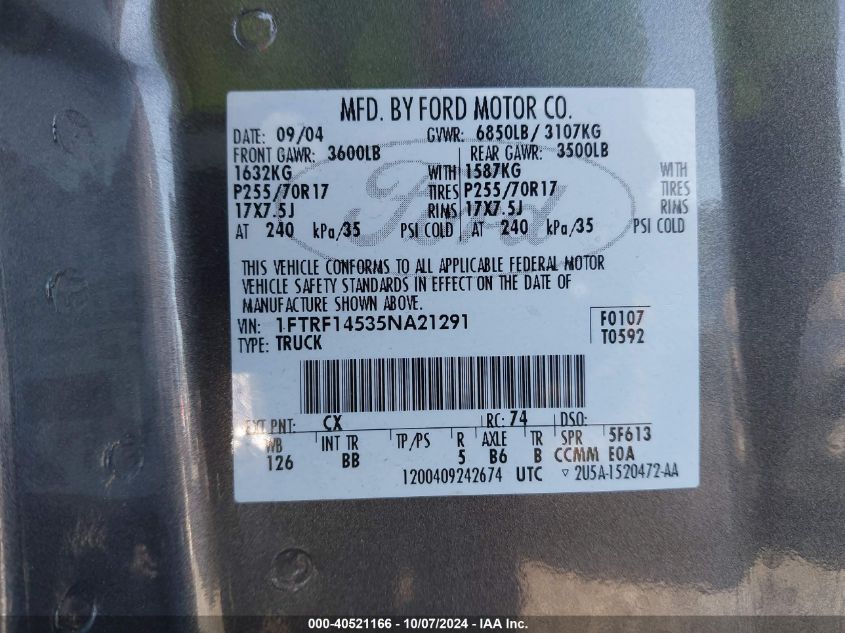 MFD. BY FORD MOTOR CO.
DATE: 09/04 GVWR: 6850LB/ 3107KG
FRONT GAWR: 3600LB REAR GAWR: 3500LB
1632KG WITH 1587KG WITH
P255/70R17 TIRES P255/70R17 TIRES
17X7.5J RIMS 17X7.5J RIMS
AT 240 kPa/35 PSI COLD AT 240 kPa/35 PSI COLD
Ford
THIS VEHICLE CONFORMS TO ALL APPLICABLE FEDERAL MOTOR
VEHICLE SAFETY STANDARDS IN EFFECT ON THE DATE OF
MANUFACTURE SHOWN ABOVE.
VIN: 1FTRF14535NA21291 F0107
TYPE: TRUCK T0592
EXT PNT: CX RC: 74 DSO:
WB INT TR TP/PS R AXLE TR SPR 5F613
126 BB 5 B6 B CCMM E0A
1200409242674 UTC ▽ 2U5A-1520472-AA
000-40521166 - 10/07/2024 - IAA Inc.